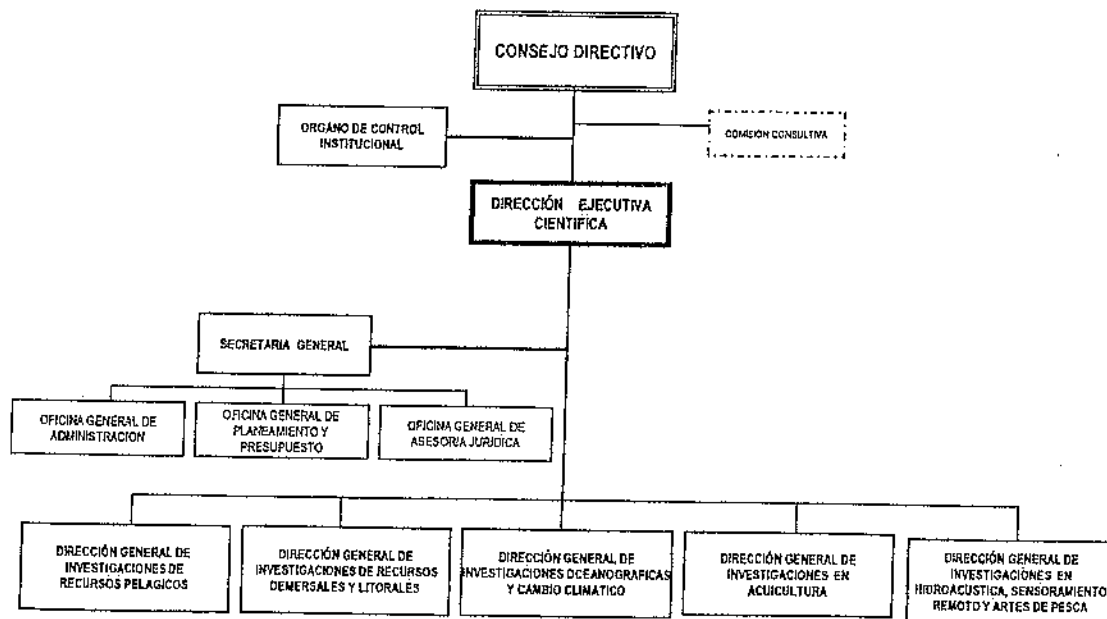 CONSEJO DIRECTIVO
ORGANO DE CONTROL
INSTITUCIONAL
COMISIÓN CONSULTIVA
DIRECCIÓN EJECUTIVA
CIENTIFICA
SECRETARIA GENERAL
OFICINA GENERAL DE
ADMINISTRACION
OFICINA GENERAL DE
PLANEAMIENTO Y
PRESUPUESTO
OFICINA GENERAL DE
ASESORIA JURÍDICA
DIRECCIÓN GENERAL DE
INVESTIGACIONES DE
RECURSOS PELAGICOS
DIRECCIÓN GENERAL DE
INVESTIGACIONES DE RECURSOS
DEMERSALES Y LITORALES
DIRECCIÓN GENERAL DE
INVESTIGACIONES OCEANOGRAFICAS
Y CAMBIO CLIMATICO
DIRECCIÓN GENERAL DE
INVESTIGACIONES EN
ACUICULTURA
DIRECCIÓN GENERAL DE
INVESTIGACIONES EN
HIDROACUSTICA, SENSORAMIENTO
REMOTO Y ARTES DE PESCA